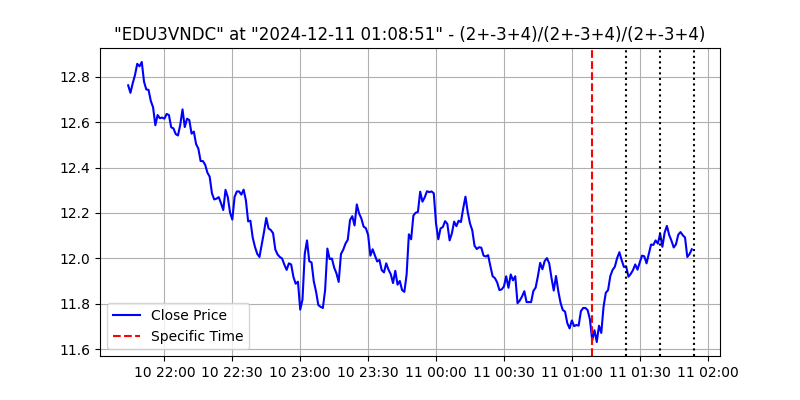 "EDU3VNDC" at "2024-12-11 01:08:51" - (2+-3+4)/(2+-3+4)/(2+-3+4)
12.8
12.6
12.4
12.2
12.0
11.8
11.6
Close Price
Specific Time
10 22:00 10 22:30 10 23:00 10 23:30 11 00:00 11 00:30 11 01:00 11 01:30 11 02:00